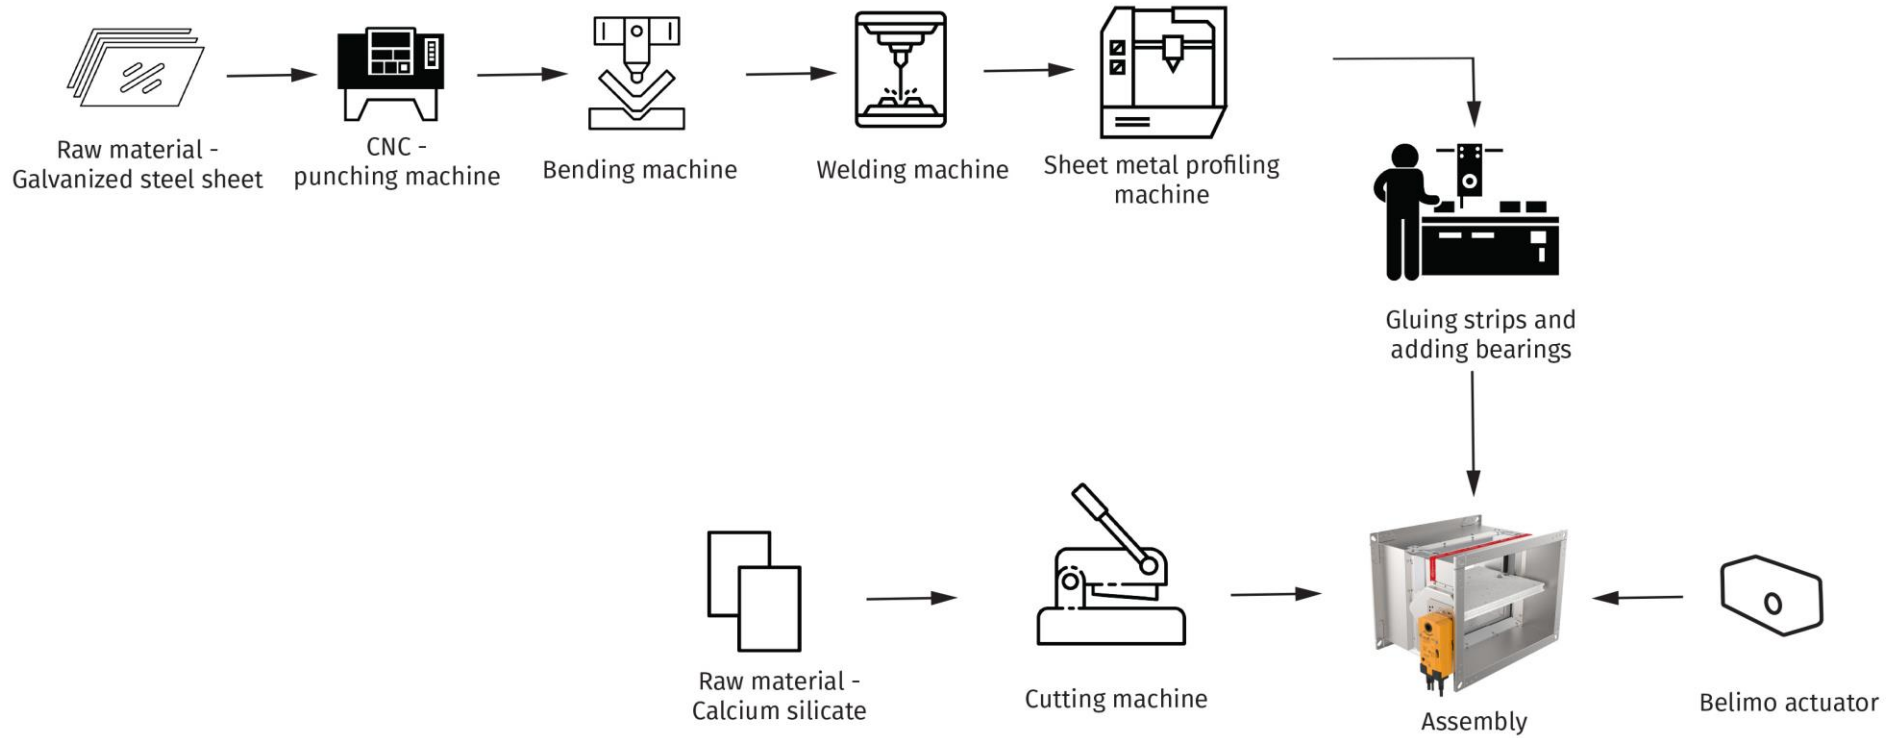 Raw material -
Galvanized steel sheet
CNC -
punching machine
Bending machine
Welding machine
Sheet metal profiling
machine
Gluing strips and
adding bearings
Raw material -
Calcium silicate
Cutting machine
Assembly
Belimo actuator